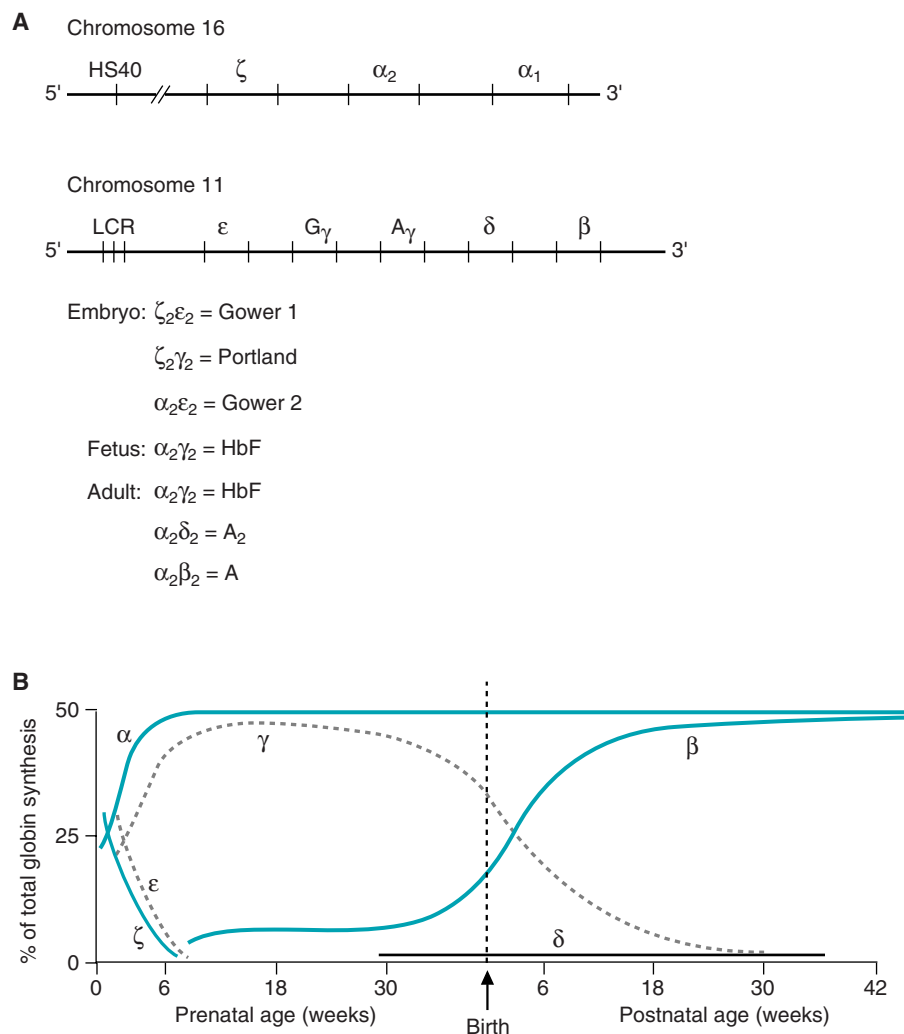 A
Chromosome 16
HS40 ζ α₂ α₁
5' 3'
Chromosome 11
LCR ε Gγ Aγ δ β
5' 3'
Embryo: ζ₂ε₂ = Gower 1
ζ₂γ₂ = Portland
α₂ε₂ = Gower 2
Fetus: α₂γ₂ = HbF
Adult: α₂γ₂ = HbF
α₂δ₂ = A₂
α₂β₂ = A
B
% of total globin synthesis
50
25
0
α
γ
β
ε
ζ
δ
0 6 18 30 6 18 30 42
Prenatal age (weeks) Birth Postnatal age (weeks)